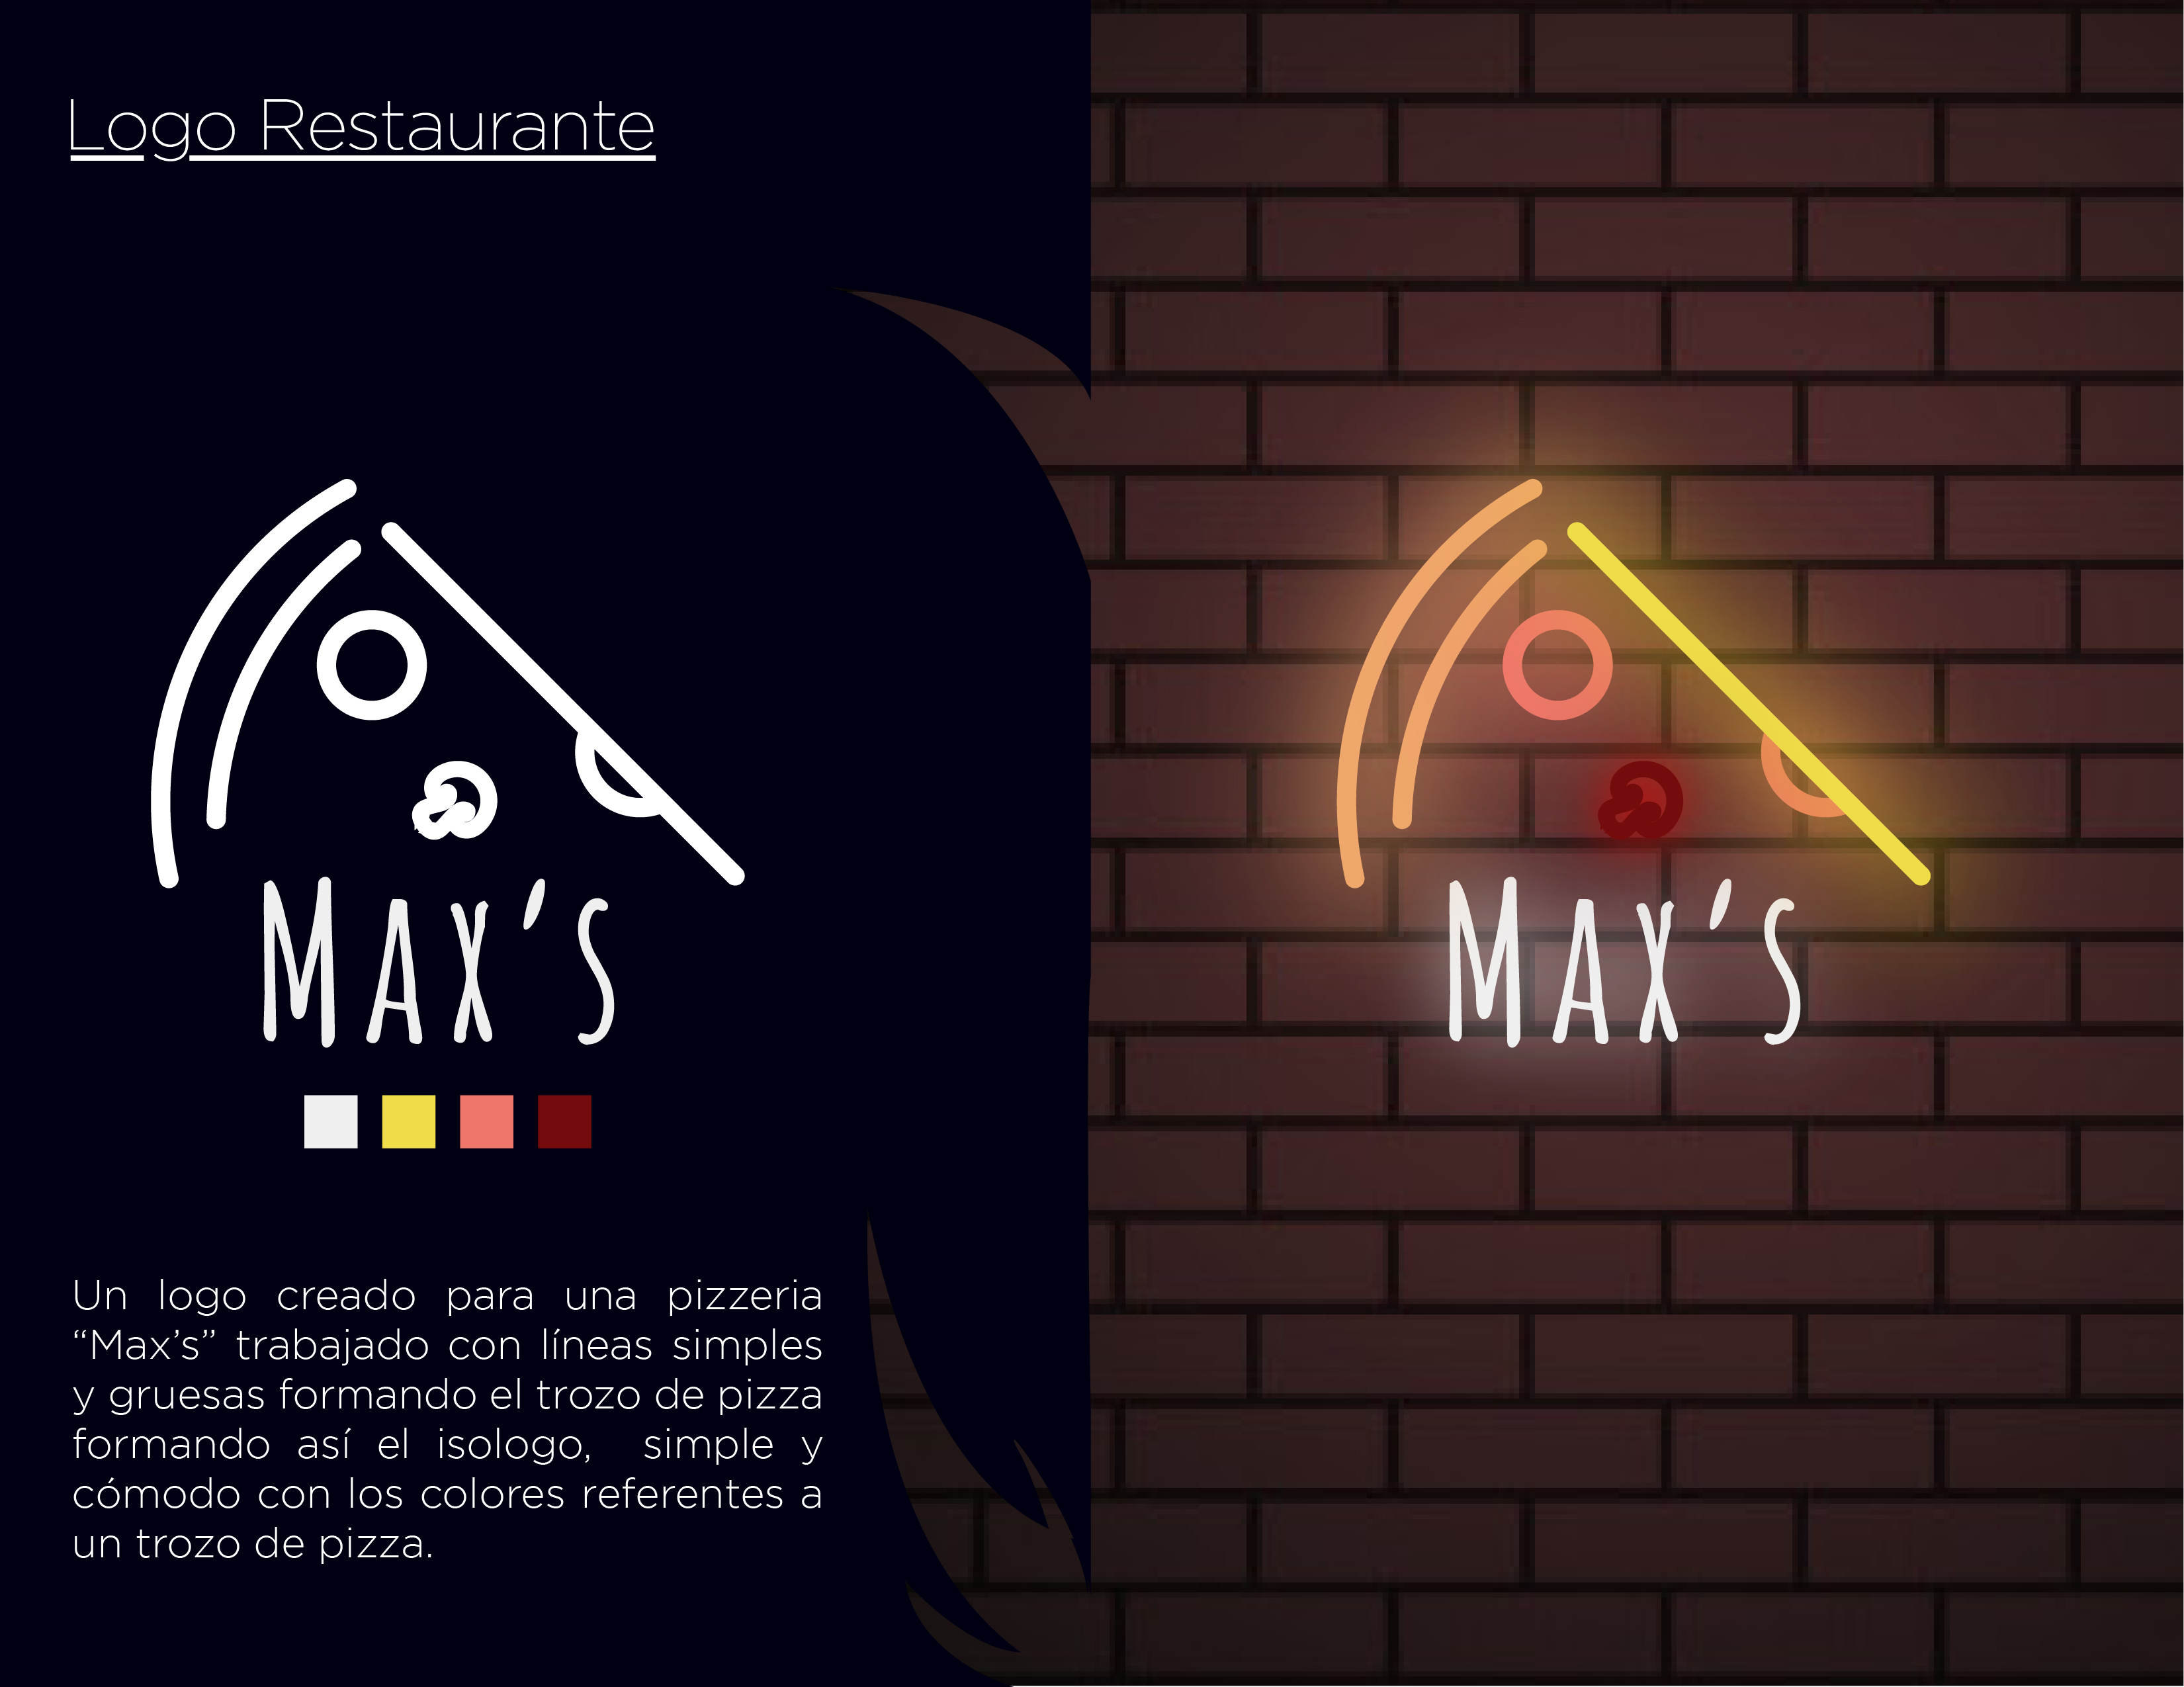 Logo Restaurante
MAX'S
Un logo creado para una pizzeria
“Max’s” trabajado con líneas simples
y gruesas formando el trozo de pizza
formando así el isologo, simple y
cómodo con los colores referentes a
un trozo de pizza.
MAX'S